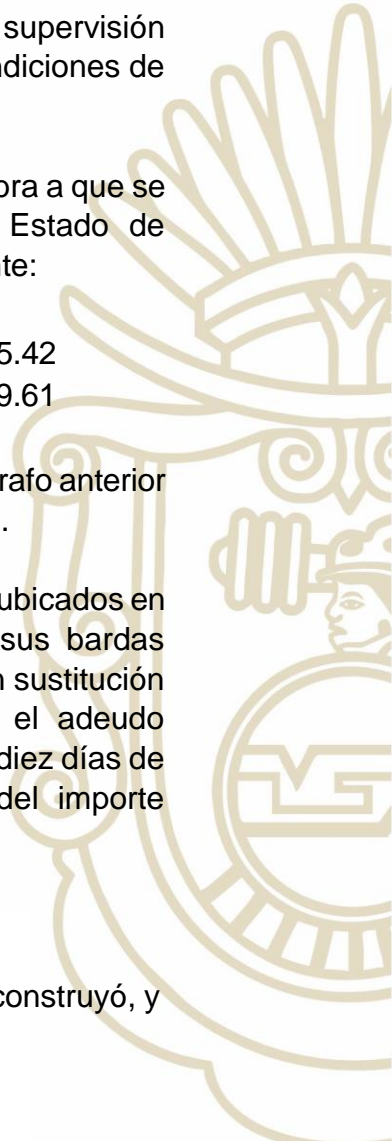 supervisión
ndiciones de
ora a que se
Estado de
nte:
5.42
9.61
rafo anterior
.
ubicados en
sus bardas
n sustitución
el adeudo
diez días de
del importe
construyó, y